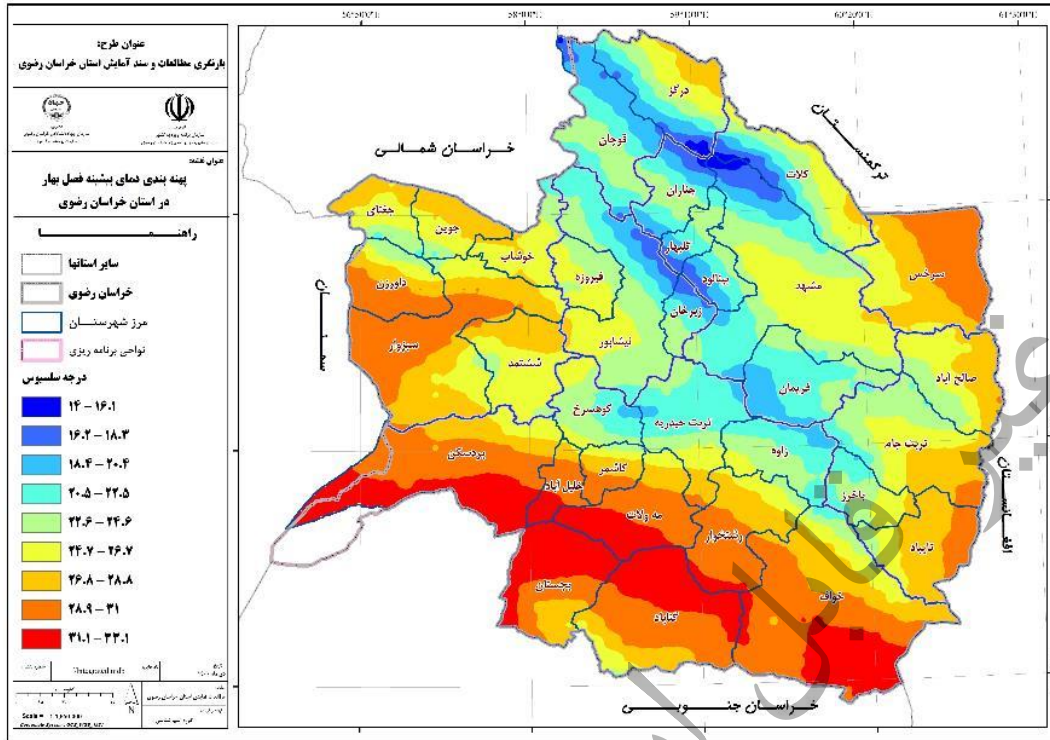 عنوان طرح:
بازنگری مطالعات و سند آمایش استان خراسان رضوی
عنوان نقشه:
پهنه بندی دمای بیشینه فصل بهار
در استان خراسان رضوی
راهنما
سایر استانها
خراسان رضوی
مرز شهرستان
نواحی برنامه ریزی
درجه سلسیوس
۱۴ – ۱۶.۱
۱۶.۲ – ۱۸.۳
۱۸.۴ – ۲۰.۴
۲۰.۵ – ۲۲.۵
۲۲.۶ – ۲۴.۶
۲۴.۷ – ۲۶.۷
۲۶.۸ – ۲۸.۸
۲۸.۹ – ۳۱
۳۱.۱ – ۳۳.۱
N
خراسان شمالی
ترکمنستان
افغانستان
سمنان
خراسان جنوبی
درگز
قوچان
کلات
چناران
جغتای
جوین
خوشاب
گلبهار
بینالود
مشهد
سرخس
داورزن
فیروزه
زبرخان
سبزوار
نیشابور
ششتمد
فریمان
صالح آباد
کوهسرخ
تربت حیدریه
تربت جام
زاوه
بردسکن
کاشمر
خلیل آباد
باخرز
مه ولات
رشتخوار
تایباد
بجستان
گناباد
خواف